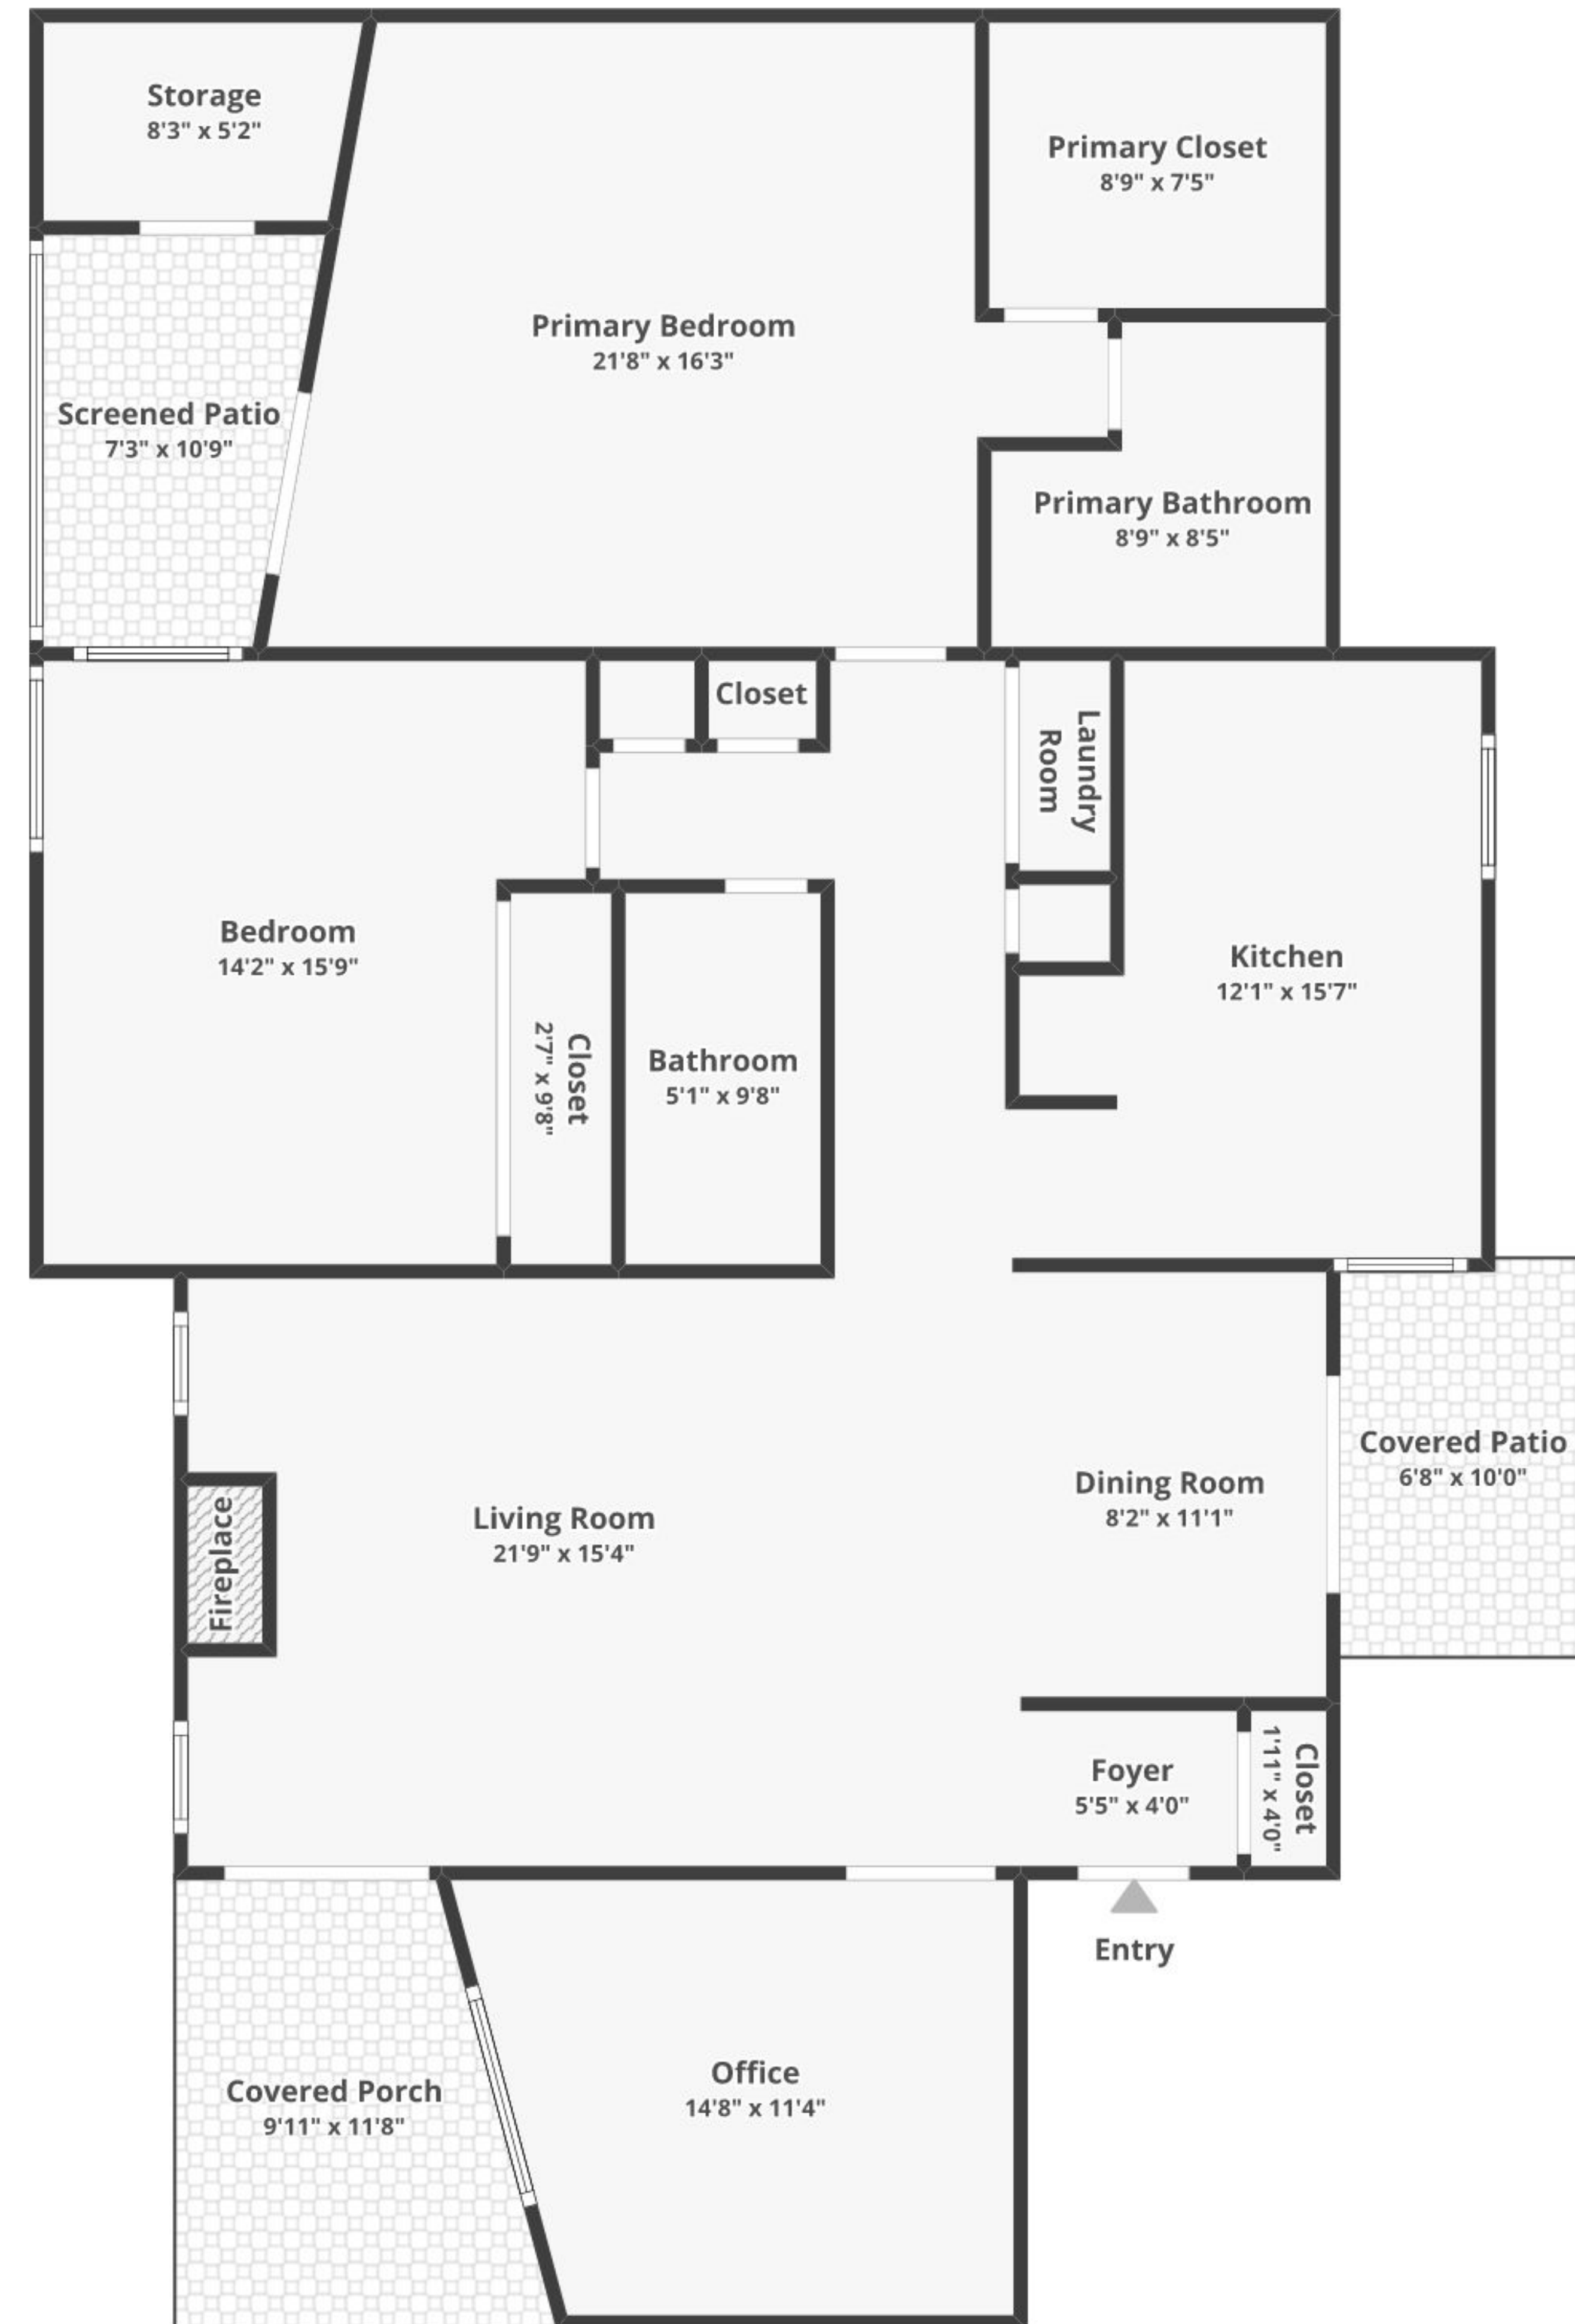 Storage
8'3" x 5'2"
Primary Closet
8'9" x 7'5"
Primary Bedroom
21'8" x 16'3"
Screened Patio
7'3" x 10'9"
Primary Bathroom
8'9" x 8'5"
Closet
Laundry
Room
Bedroom
14'2" x 15'9"
Kitchen
12'1" x 15'7"
Closet
2'7" x 9'8"
Bathroom
5'1" x 9'8"
Covered Patio
6'8" x 10'0"
Dining Room
8'2" x 11'1"
Living Room
21'9" x 15'4"
Fireplace
Foyer
5'5" x 4'0"
Closet
1'11" x 4'0"
Entry
Office
14'8" x 11'4"
Covered Porch
9'11" x 11'8"